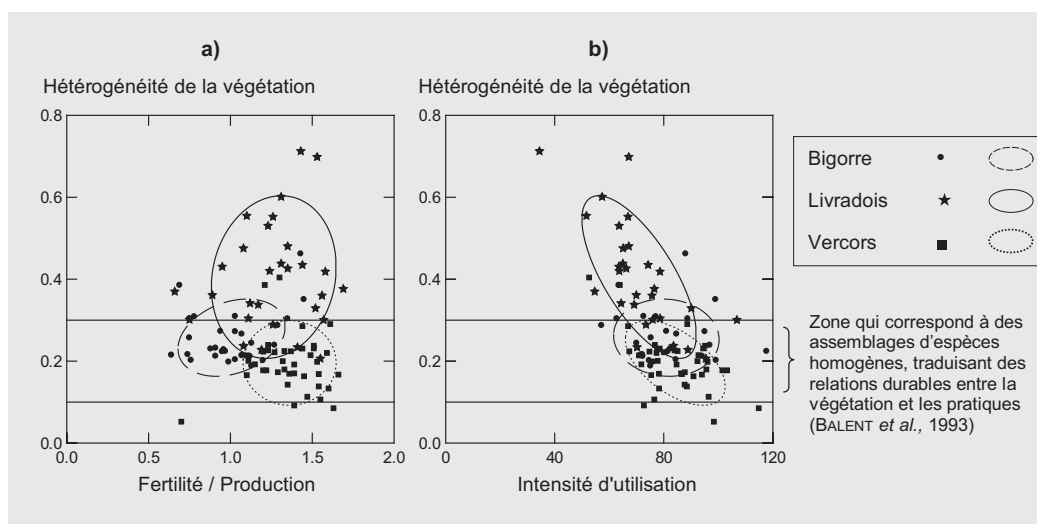 a)
Hétérogénéité de la végétation
0.8
0.6
0.4
0.2
0.0
0.0 0.5 1.0 1.5 2.0
Fertilité / Production
b)
Hétérogénéité de la végétation
0.8
0.6
0.4
0.2
0.0
0 40 80 120
Intensité d'utilisation
Bigorre
Livradois
Vercors
Zone qui correspond à des
assemblages d'espèces
homogènes, traduisant des
relations durables entre la
végétation et les pratiques
(BALENT et al., 1993)